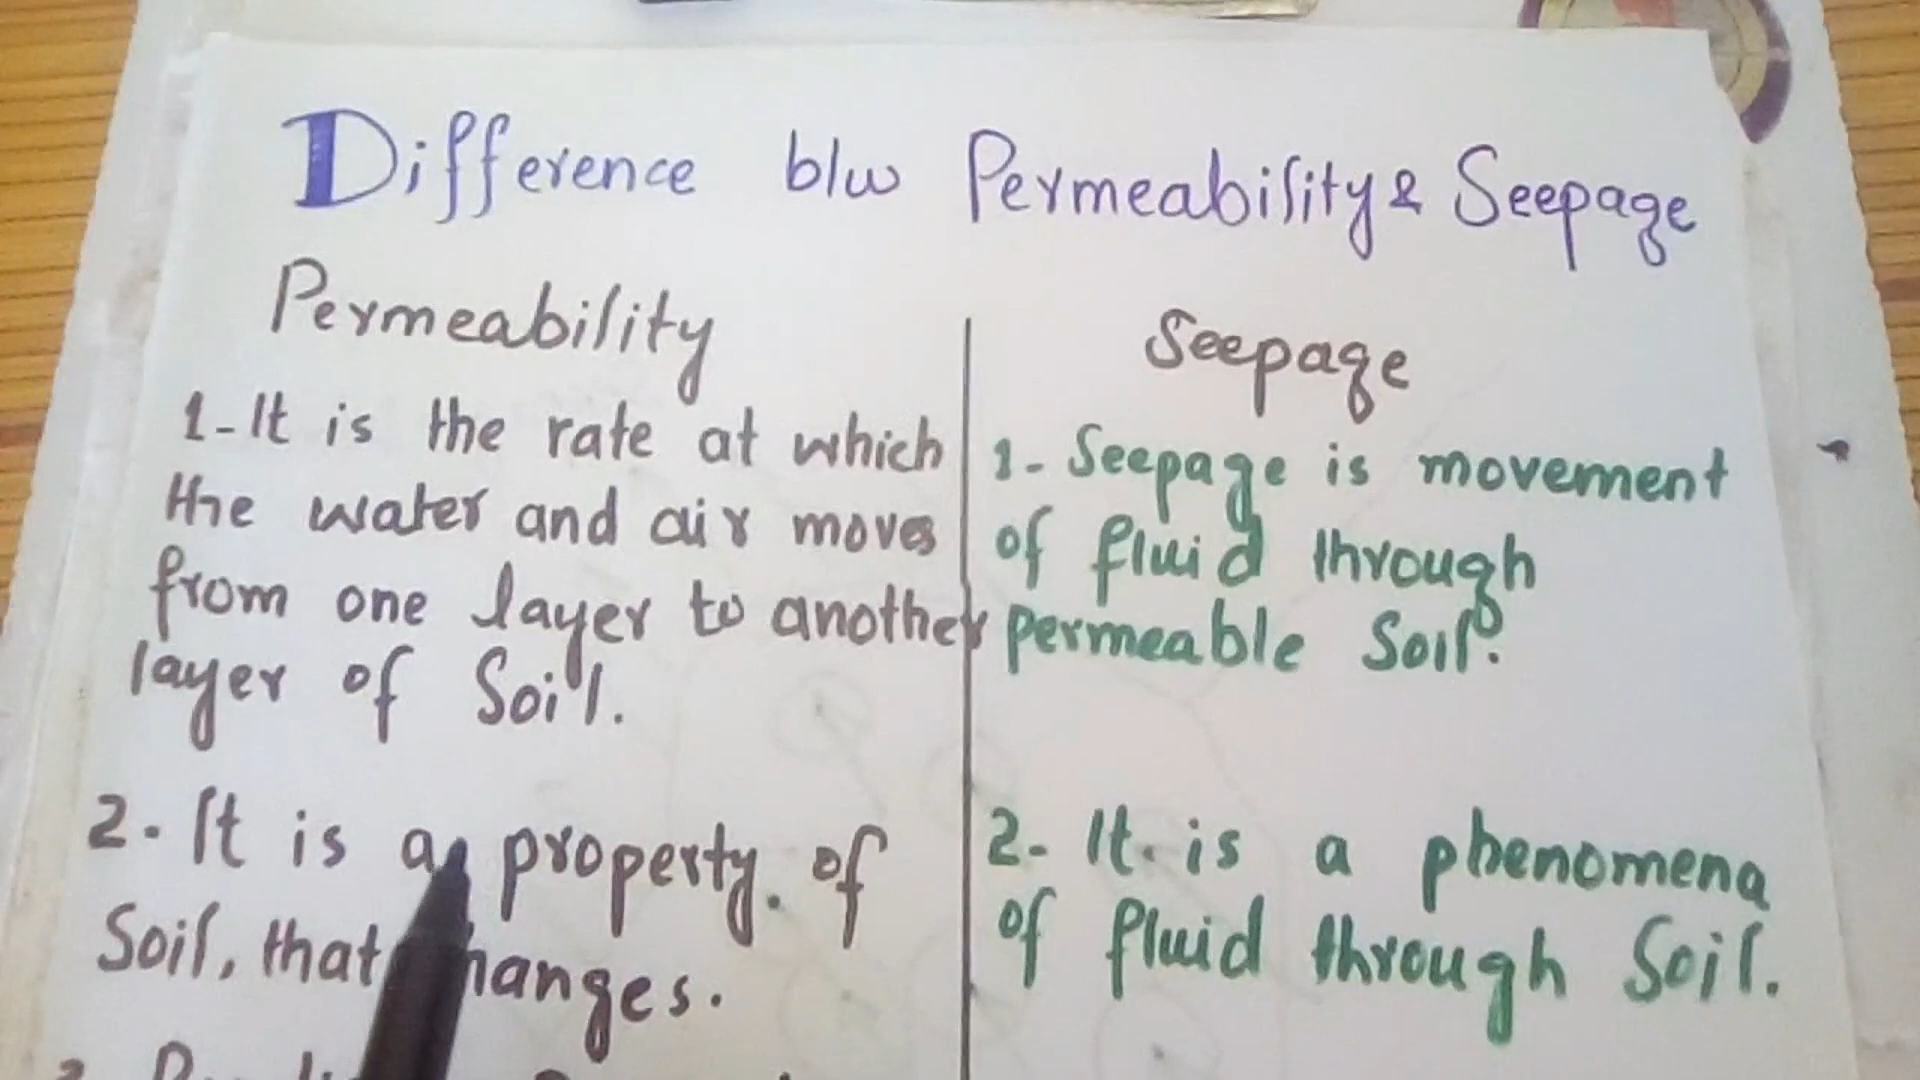 Difference b/w Permeability & Seepage
Permeability
1-It is the rate at which
the water and air moves
from one layer to another
layer of Soil.
2. It is a property. of
Soil, that changes.
Seepage
1- Seepage is movement
of fluid through
permeable Soil.
2- It. is a phenomena
of fluid through Soil.